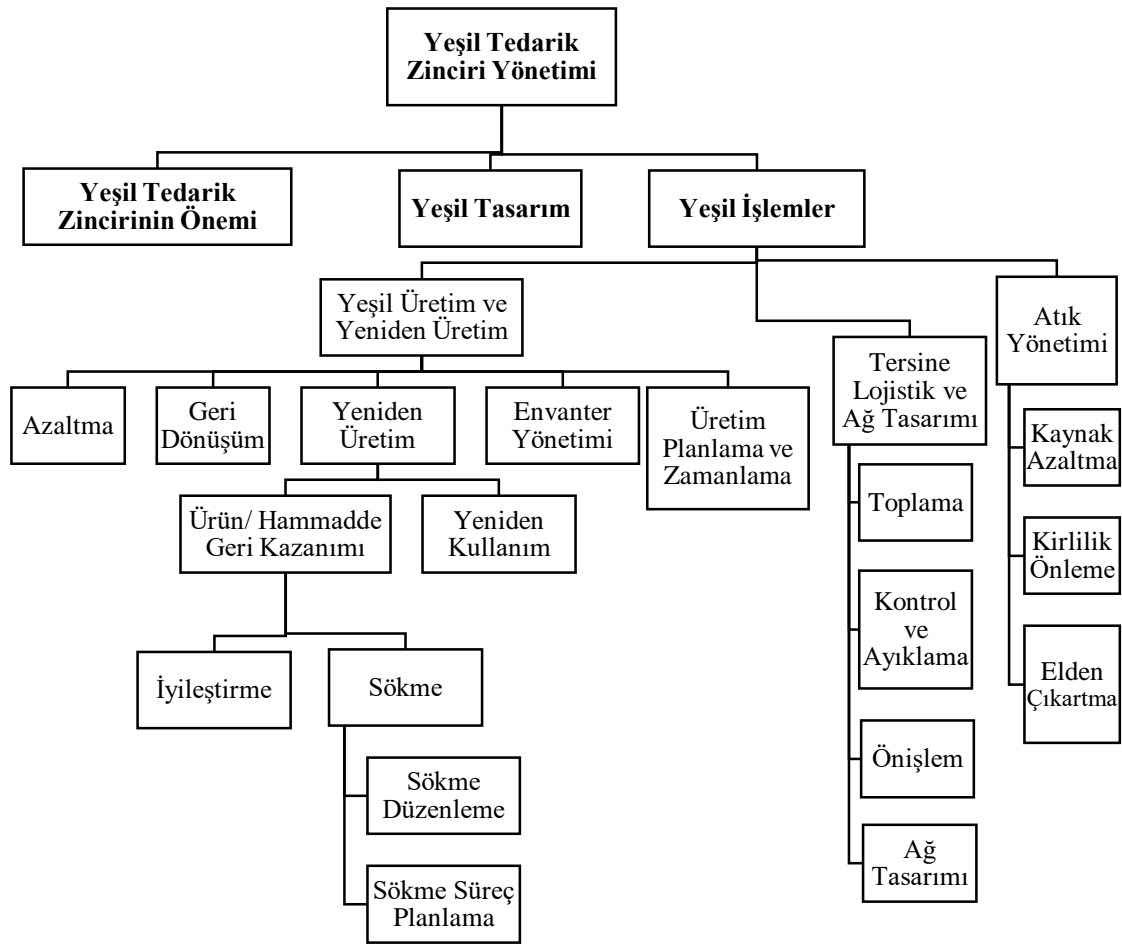 Yeşil Tedarik
Zinciri Yönetimi
Yeşil Tedarik
Zincirinin Önemi
Yeşil Tasarım
Yeşil İşlemler
Yeşil Üretim ve
Yeniden Üretim
Azaltma
Geri
Dönüşüm
Yeniden
Üretim
Ürün/ Hammadde
Geri Kazanımı
İyileştirme
Sökme
Sökme
Düzenleme
Sökme Süreç
Planlama
Yeniden
Kullanım
Envanter
Yönetimi
Üretim
Planlama ve
Zamanlama
Tersine
Lojistik ve
Ağ Tasarımı
Toplama
Kontrol
ve
Ayıklama
Önişlem
Ağ
Tasarımı
Atık
Yönetimi
Kaynak
Azaltma
Kirlilik
Önleme
Elden
Çıkartma